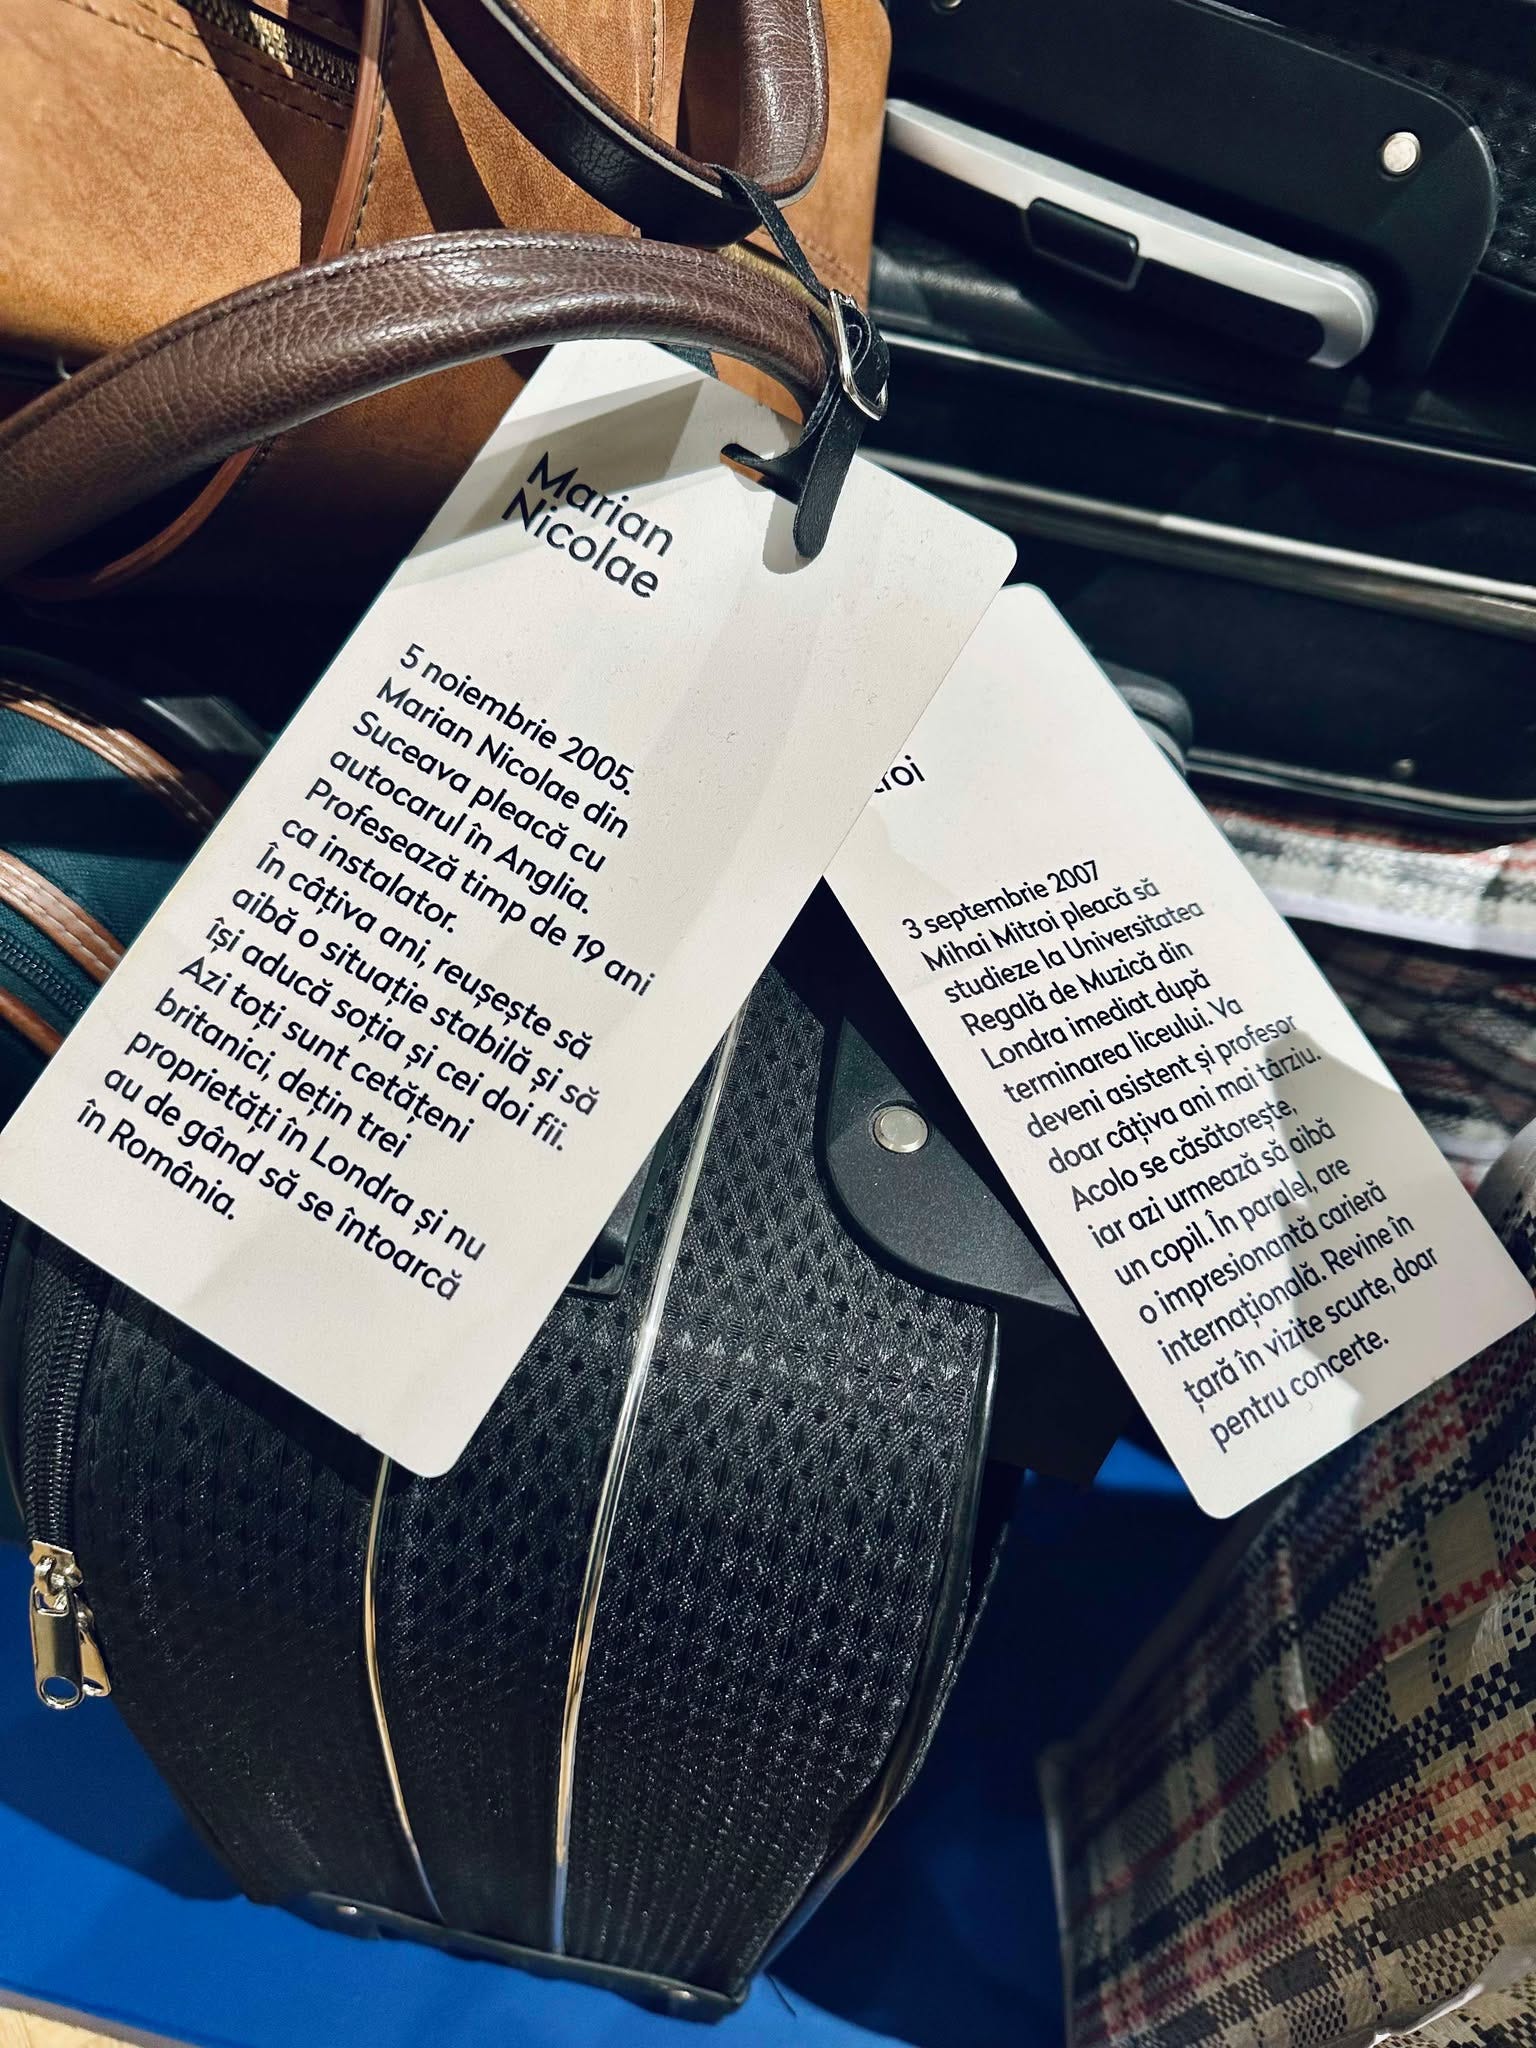 Marian
Nicolae
5 noiembrie 2005.
Marian Nicolae din
Suceava pleacă cu
autocarul în Anglia.
Profesează timp de 19 ani
ca instalator.
În câțiva ani, reușește să
aibă o situație stabilă și să
își aducă soția și cei doi fii.
Azi toți sunt cetățeni
britanici, dețin trei
proprietăți în Londra și nu
au de gând să se întoarcă
în România.
3 septembrie 2007
Mihai Mitroi pleacă să
studieze la Universitatea
Regală de Muzică din
Londra imediat după
terminarea liceului. Va
deveni asistent și profesor
doar câțiva ani mai târziu.
Acolo se căsătorește,
iar azi urmează să aibă
un copil. În paralel, are
o impresionantă carieră
internațională. Revine în
țară în vizite scurte, doar
pentru concerte.